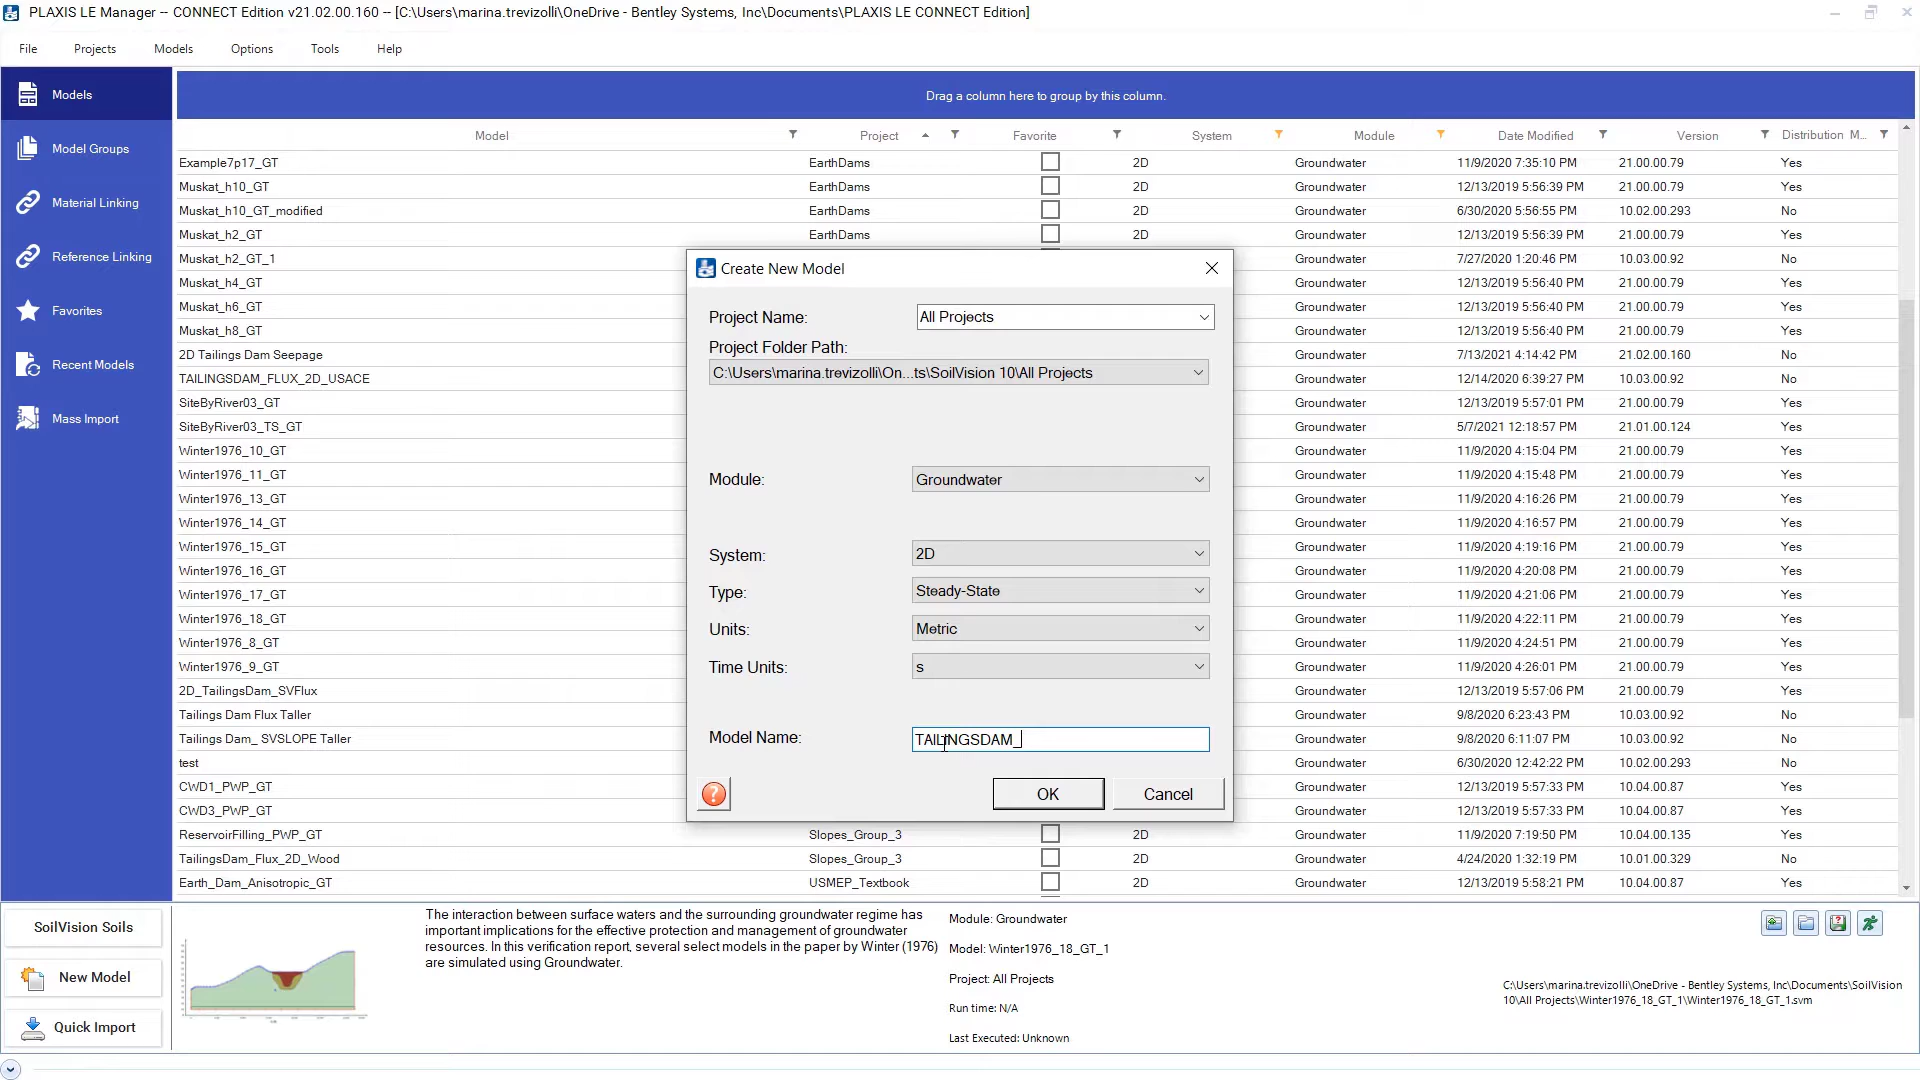 PLAXIS LE Manager -- CONNECT Edition v21.02.00.160 -- [C:\Users\marina.trevizolli\OneDrive - Bentley Systems, Inc\Documents\PLAXIS LE CONNECT Edition]
File Projects Models Options Tools Help
Models
Model Groups
Material Linking
Reference Linking
Favorites
Recent Models
Mass Import
Drag a column here to group by this column.
Model Project Favorite System Module Date Modified Version Distribution M...
Example7p17_GT EarthDams 2D Groundwater 11/9/2020 7:35:10 PM 21.00.00.79 Yes
Muskat_h10_GT EarthDams 2D Groundwater 12/13/2019 5:56:39 PM 21.00.00.79 Yes
Muskat_h10_GT_modified EarthDams 2D Groundwater 6/30/2020 5:56:55 PM 10.02.00.293 No
Muskat_h2_GT EarthDams 2D Groundwater 12/13/2019 5:56:39 PM 21.00.00.79 Yes
Muskat_h2_GT_1 Groundwater 7/27/2020 1:20:46 PM 10.03.00.92 No
Muskat_h4_GT Groundwater 12/13/2019 5:56:40 PM 21.00.00.79 Yes
Muskat_h6_GT Groundwater 12/13/2019 5:56:40 PM 21.00.00.79 Yes
Muskat_h8_GT Groundwater 12/13/2019 5:56:40 PM 21.00.00.79 Yes
2D Tailings Dam Seepage Groundwater 7/13/2021 4:14:42 PM 21.02.00.160 No
TAILINGSDAM_FLUX_2D_USACE Groundwater 12/14/2020 6:39:27 PM 10.03.00.92 No
SiteByRiver03_GT Groundwater 12/13/2019 5:57:01 PM 21.00.00.79 Yes
SiteByRiver03_TS_GT Groundwater 5/7/2021 12:18:57 PM 21.01.00.124 Yes
Winter1976_10_GT Groundwater 11/9/2020 4:15:04 PM 21.00.00.79 Yes
Winter1976_11_GT Groundwater 11/9/2020 4:15:48 PM 21.00.00.79 Yes
Winter1976_13_GT Groundwater 11/9/2020 4:16:26 PM 21.00.00.79 Yes
Winter1976_14_GT Groundwater 11/9/2020 4:16:57 PM 21.00.00.79 Yes
Winter1976_15_GT Groundwater 11/9/2020 4:19:16 PM 21.00.00.79 Yes
Winter1976_16_GT Groundwater 11/9/2020 4:20:08 PM 21.00.00.79 Yes
Winter1976_17_GT Groundwater 11/9/2020 4:21:06 PM 21.00.00.79 Yes
Winter1976_18_GT Groundwater 11/9/2020 4:22:11 PM 21.00.00.79 Yes
Winter1976_8_GT Groundwater 11/9/2020 4:24:51 PM 21.00.00.79 Yes
Winter1976_9_GT Groundwater 11/9/2020 4:26:01 PM 21.00.00.79 Yes
2D_TailingsDam_SVFlux Groundwater 12/13/2019 5:57:06 PM 21.00.00.79 Yes
Tailings Dam Flux Taller Groundwater 9/8/2020 6:23:43 PM 10.03.00.92 No
Tailings Dam_ SVSLOPE Taller Groundwater 9/8/2020 6:11:07 PM 10.03.00.92 No
test Groundwater 6/30/2020 12:42:22 PM 10.02.00.293 No
CWD1_PWP_GT Groundwater 12/13/2019 5:57:33 PM 10.04.00.87 Yes
CWD3_PWP_GT Groundwater 12/13/2019 5:57:33 PM 10.04.00.87 Yes
ReservoirFilling_PWP_GT Slopes_Group_3 2D Groundwater 11/9/2020 7:19:50 PM 10.04.00.135 Yes
TailingsDam_Flux_2D_Wood Slopes_Group_3 2D Groundwater 4/24/2020 1:32:19 PM 10.01.00.329 No
Earth_Dam_Anisotropic_GT USMEP_Textbook 2D Groundwater 12/13/2019 5:58:21 PM 10.04.00.87 Yes
Create New Model
Project Name: All Projects
Project Folder Path:
C:\Users\marina.trevizolli\On...ts\SoilVision 10\All Projects
Module: Groundwater
System: 2D
Type: Steady-State
Units: Metric
Time Units: s
Model Name: TAILINGSDAM_
? OK Cancel
SoilVision Soils
New Model
Quick Import
The interaction between surface waters and the surrounding groundwater regime has
important implications for the effective protection and management of groundwater
resources. In this verification report, several select models in the paper by Winter (1976)
are simulated using Groundwater.
Module: Groundwater
Model: Winter1976_18_GT_1
Project: All Projects
Run time: N/A
Last Executed: Unknown
C:\Users\marina.trevizolli\OneDrive - Bentley Systems, Inc\Documents\SoilVision
10\All Projects\Winter1976_18_GT_1\Winter1976_18_GT_1.svm